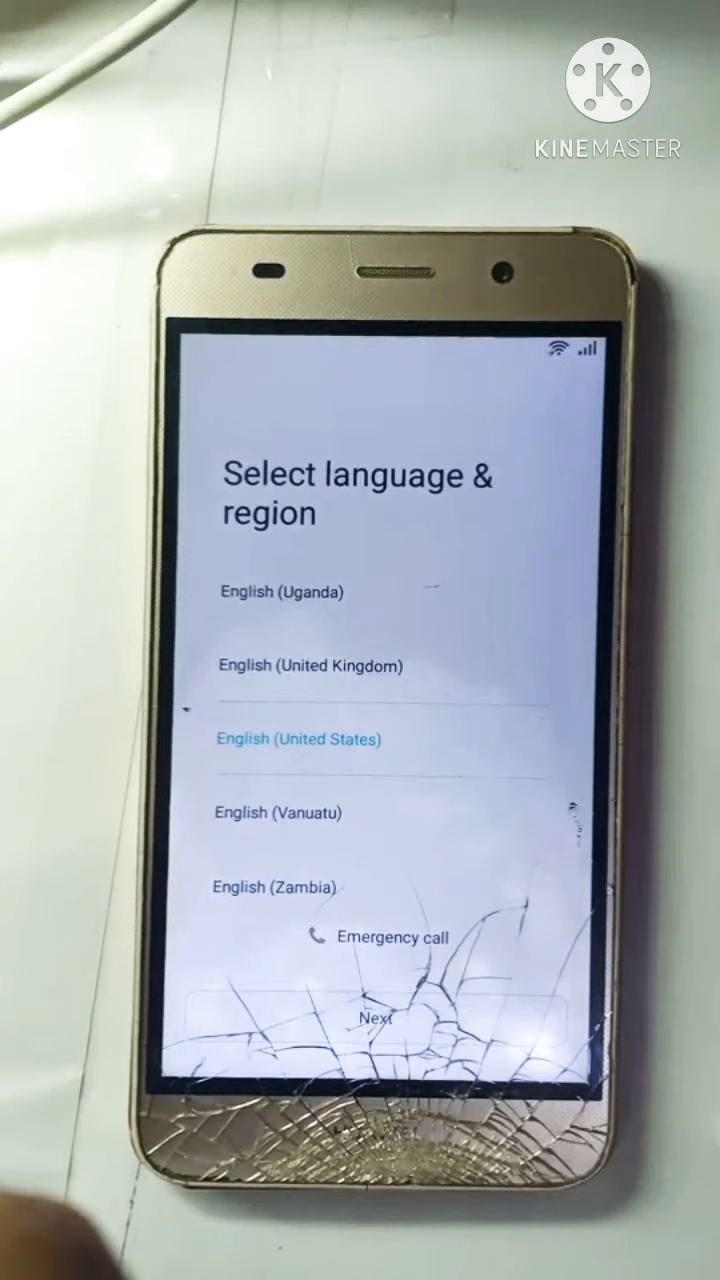 K
KINEMASTER
Select language &
region
English (Uganda)
English (United Kingdom)
English (United States)
English (Vanuatu)
English (Zambia)
Emergency call
Next